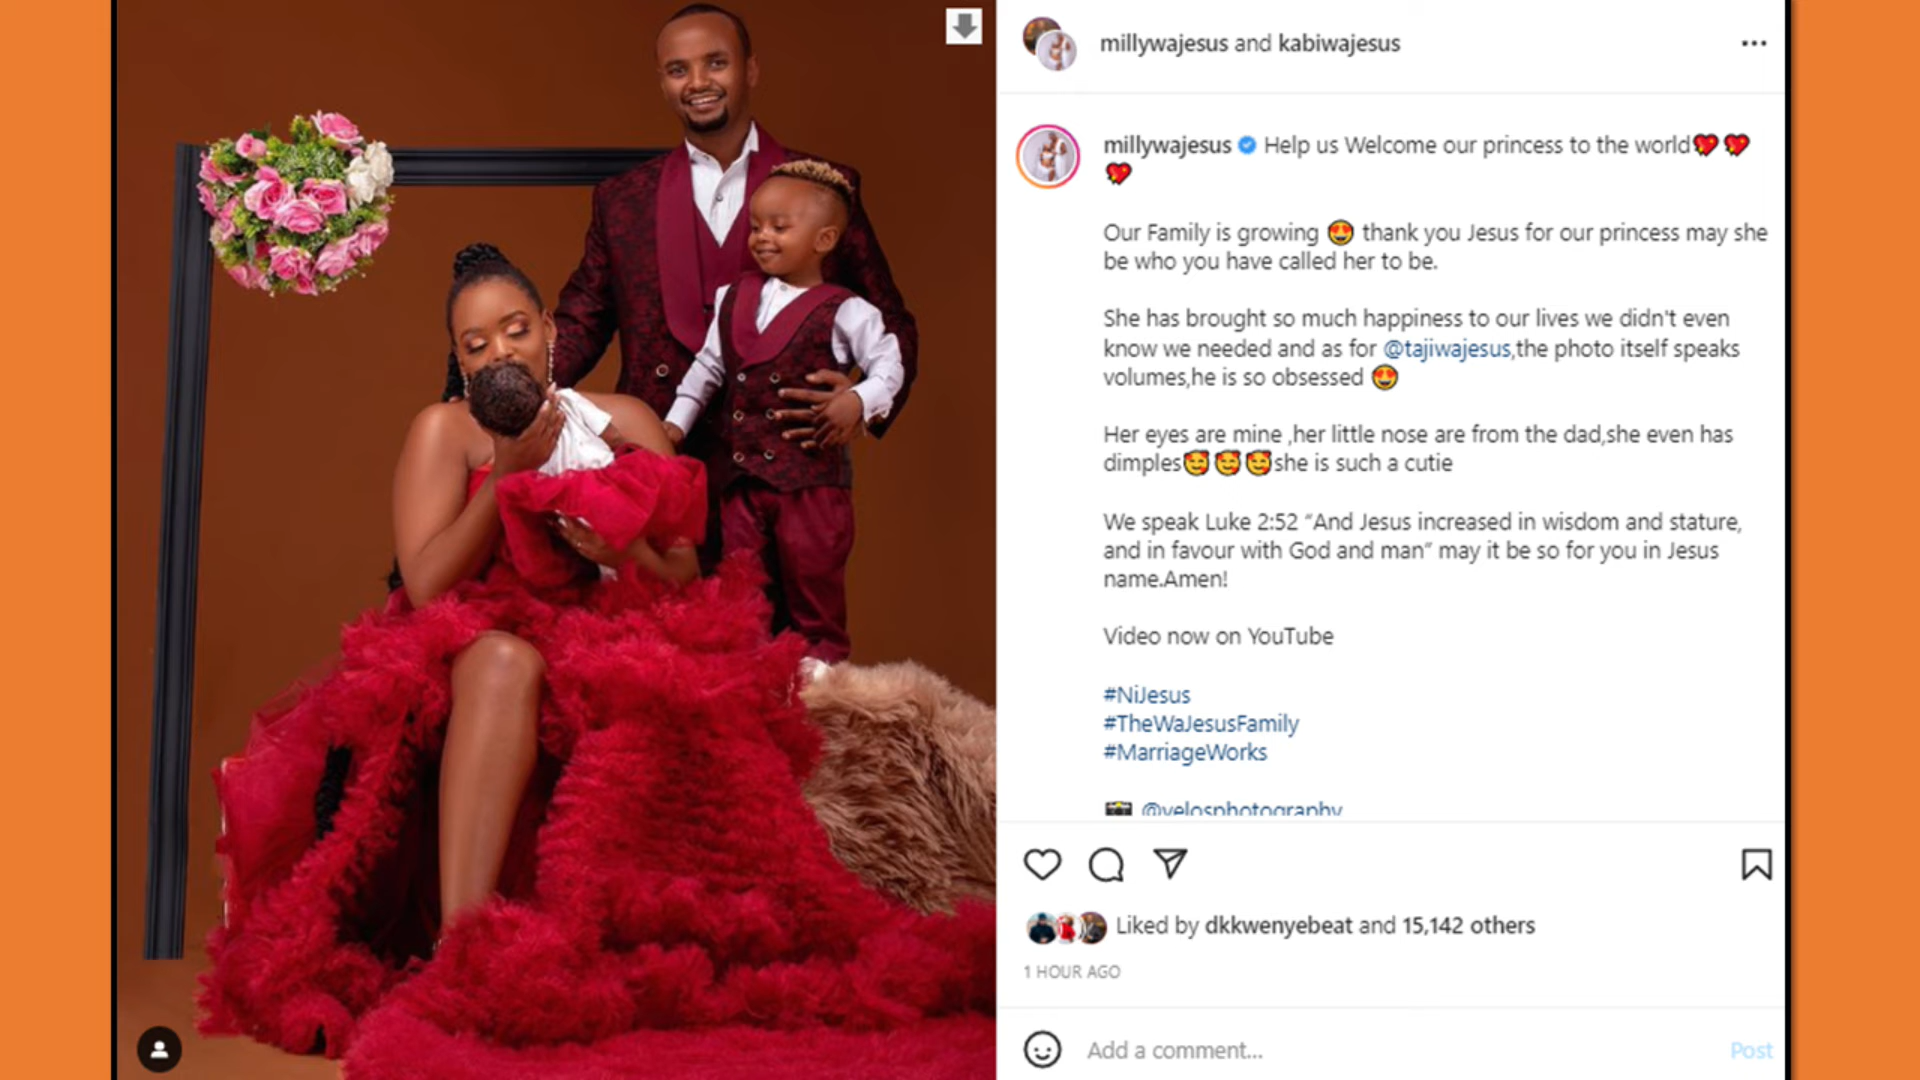 millywajesus and kabiwajesus
millywajesus Help us Welcome our princess to the world💖💖
💖
Our Family is growing 😍 thank you Jesus for our princess may she
be who you have called her to be.
She has brought so much happiness to our lives we didn't even
know we needed and as for @tajiwajesus,the photo itself speaks
volumes,he is so obsessed 😍
Her eyes are mine ,her little nose are from the dad,she even has
dimples🥰🥰🥰she is such a cutie
We speak Luke 2:52 “And Jesus increased in wisdom and stature,
and in favour with God and man” may it be so for you in Jesus
name.Amen!
Video now on YouTube
#NiJesus
#TheWaJesusFamily
#MarriageWorks
📸 @velosphotography
Liked by dkkwenyebeat and 15,142 others
1 HOUR AGO
Add a comment...
Post